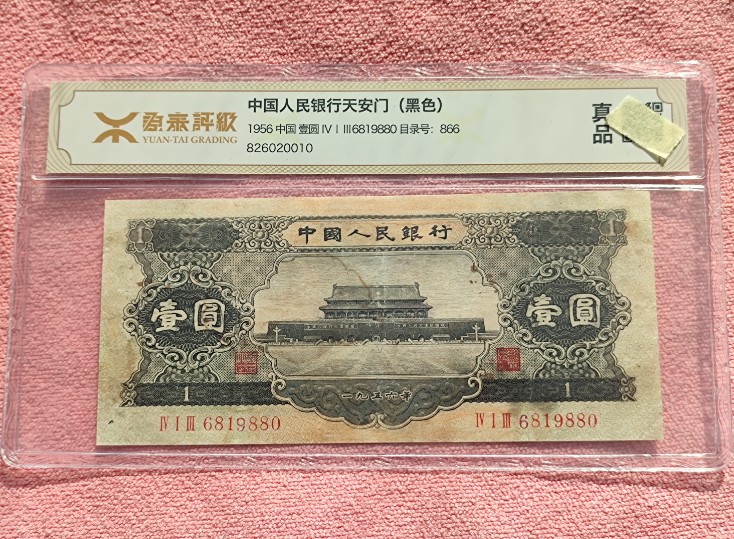 源泰評級
YUAN-TAI GRADING
中国人民银行天安门（黑色）
1956 中国 壹圆 IV I III6819880 目录号：866
826020010
真品
中國人民銀行
1
1
壹圓
壹圓
1
一九五六年
1
IV I III 6819880
IV I III 6819880